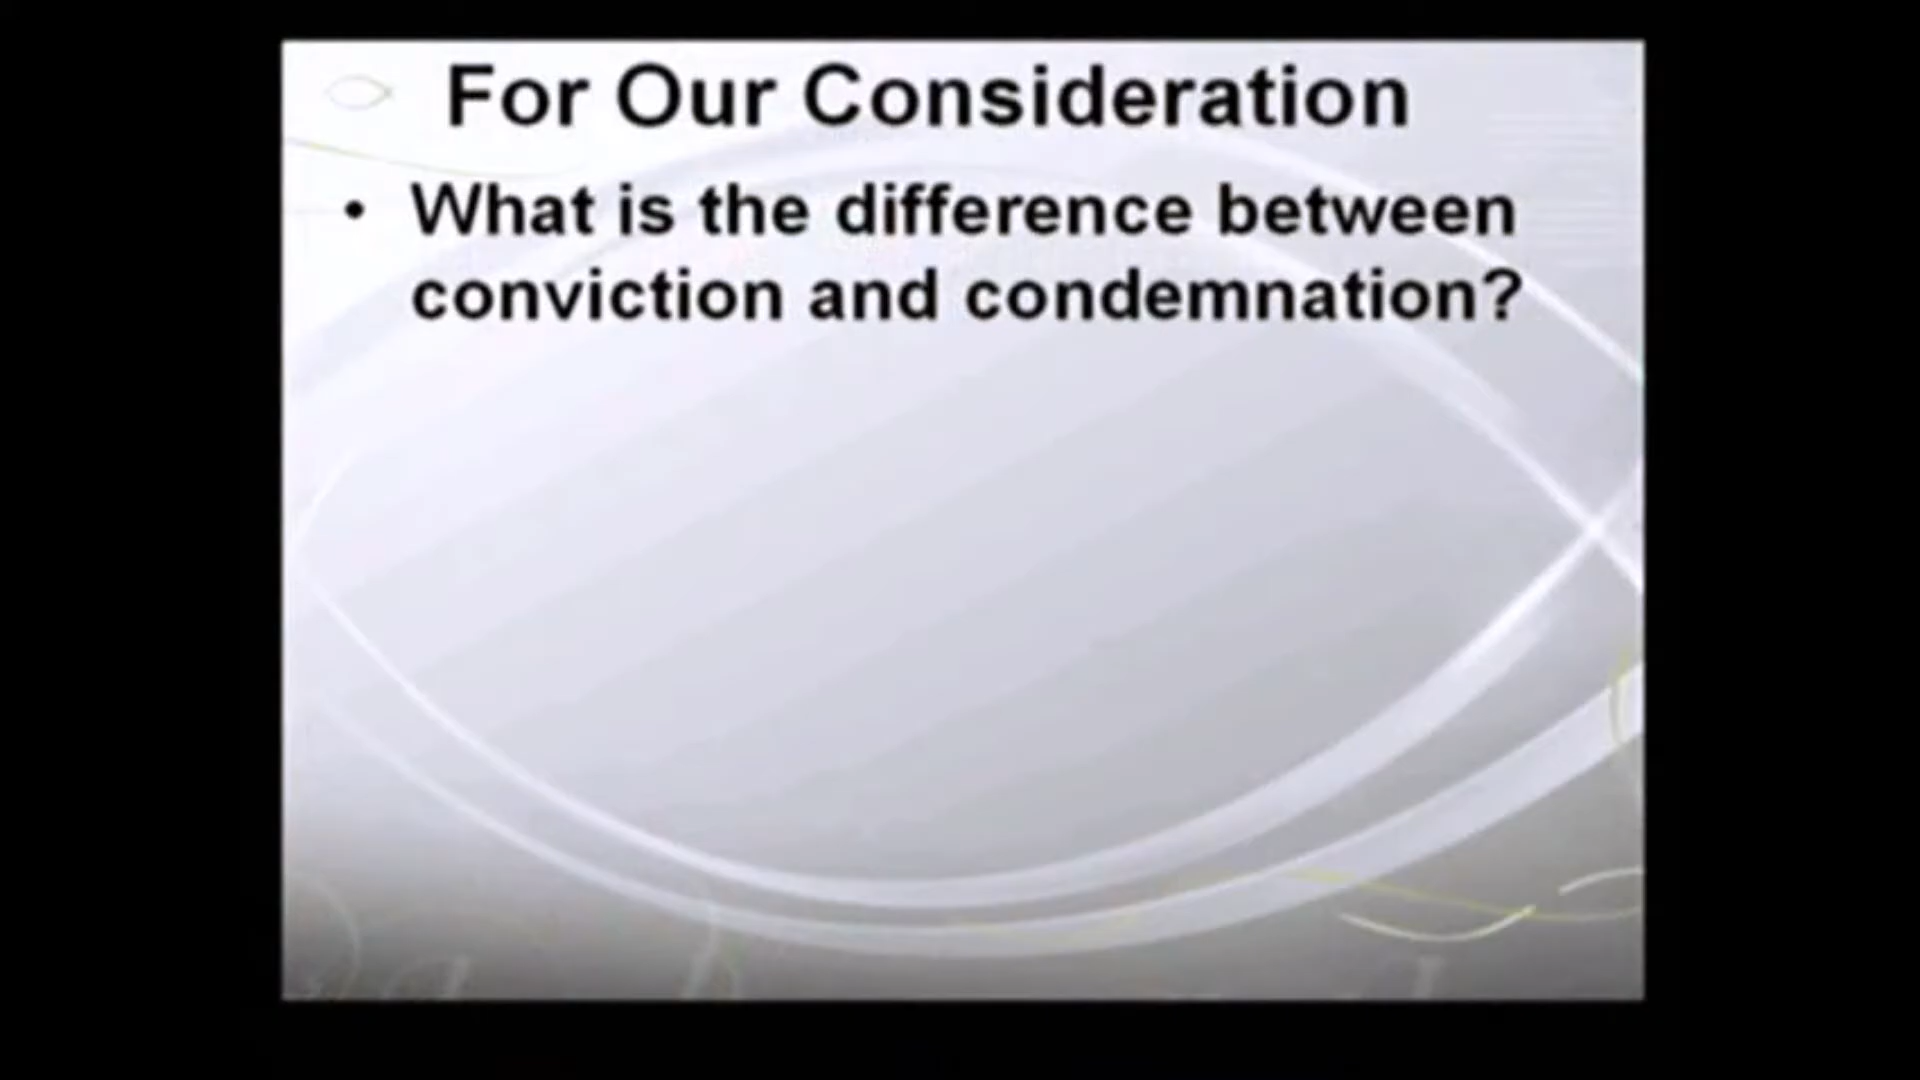 For Our Consideration
• What is the difference between
conviction and condemnation?